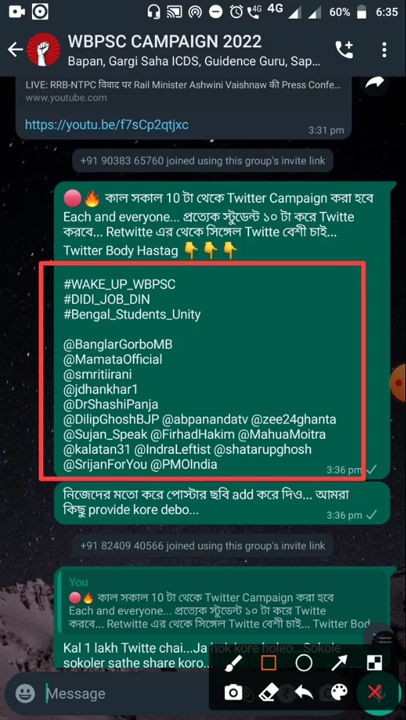 4G 4G 60% 6:35
WBPSC CAMPAIGN 2022
Bapan, Gargi Saha ICDS, Guidence Guru, Sap...
LIVE: RRB-NTPC विवाद पर Rail Minister Ashwini Vaishnaw की Press Confe...
www.youtube.com
https://youtu.be/f7sCp2qtjxc
3:31 pm
+91 90383 65760 joined using this group's invite link
🔴🔥 কাল সকাল 10 টা থেকে Twitter Campaign করা হবে
Each and everyone... প্রত্যেক স্টুডেন্ট ১০ টা করে Twitte
করবে... Retwitte এর থেকে সিঙ্গেল Twitte বেশী চাই...
Twitter Body Hastag 👇👇👇
#WAKE_UP_WBPSC
#DIDI_JOB_DIN
#Bengal_Students_Unity
@BanglarGorboMB
@MamataOfficial
@smritiirani
@jdhankhar1
@DrShashiPanja
@DilipGhoshBJP @abpanandatv @zee24ghanta
@Sujan_Speak @FirhadHakim @MahuaMoitra
@kalatan31 @IndraLeftist @shatarupghosh
@SrijanForYou @PMOIndia
3:36 pm
নিজেদের মতো করে পোস্টার ছবি add করে দিও... আমরা
কিছু provide kore debo...
3:36 pm
+91 82409 40566 joined using this group's invite link
You
🔴🔥 কাল সকাল 10 টা থেকে Twitter Campaign করা হবে
Each and everyone... প্রত্যেক স্টুডেন্ট ১০ টা করে Twitte
করবে... Retwitte এর থেকে সিঙ্গেল Twitte বেশী চাই...
Twitter Bod
Kal 1 lakh Twitte chai...Ja hok kore holeo... Sokole
sokoler sathe share koro...
Message